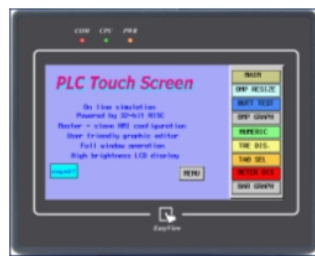 COM CPU PWR
PLC Touch Screen
On line simulation
Powered by 32-bit RISC
Master - slave HMI configuration
User friendly graphic editor
Full window operation
High brightness LCD display
MENU
MAIN
BMP RESIZE
BUTT TEST
BMP GRAPH
NUMERIC
THE DIS.
TAB SEL
METER DIS
BAR GRAPH
EasyView